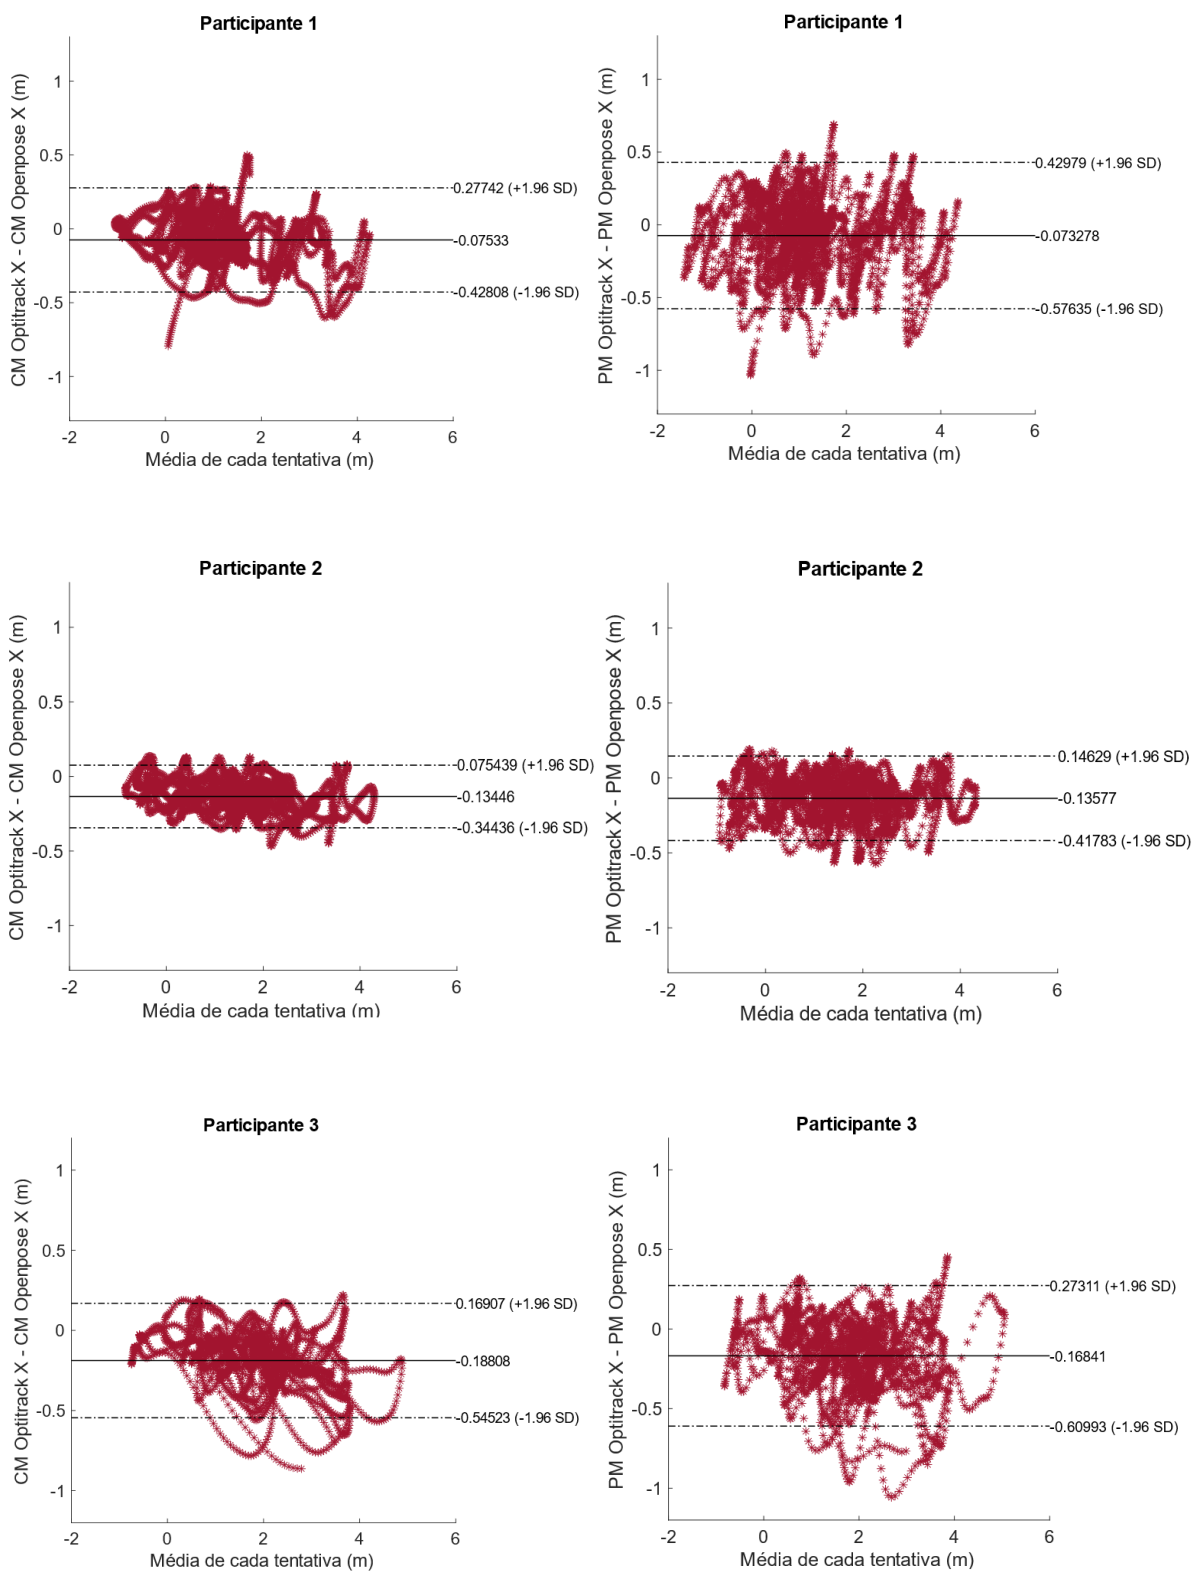 Participante 1
CM Optitrack X - CM Openpose X (m)
1
0.5
0
-0.5
-1
-2
0
2
4
6
0.27742 (+1.96 SD)
-0.07533
-0.42808 (-1.96 SD)
Média de cada tentativa (m)
Participante 1
PM Optitrack X - PM Openpose X (m)
1
0.5
0
-0.5
-1
-2
0
2
4
6
0.42979 (+1.96 SD)
-0.073278
-0.57635 (-1.96 SD)
Média de cada tentativa (m)
Participante 2
CM Optitrack X - CM Openpose X (m)
1
0.5
0
-0.5
-1
-2
0
2
4
6
0.075439 (+1.96 SD)
-0.13446
-0.34436 (-1.96 SD)
Média de cada tentativa (m)
Participante 2
PM Optitrack X - PM Openpose X (m)
1
0.5
0
-0.5
-1
-2
0
2
4
6
0.14629 (+1.96 SD)
-0.13577
-0.41783 (-1.96 SD)
Média de cada tentativa (m)
Participante 3
CM Optitrack X - CM Openpose X (m)
1
0.5
0
-0.5
-1
-2
0
2
4
6
0.16907 (+1.96 SD)
-0.18808
-0.54523 (-1.96 SD)
Média de cada tentativa (m)
Participante 3
PM Optitrack X - PM Openpose X (m)
1
0.5
0
-0.5
-1
-2
0
2
4
6
0.27311 (+1.96 SD)
-0.16841
-0.60993 (-1.96 SD)
Média de cada tentativa (m)